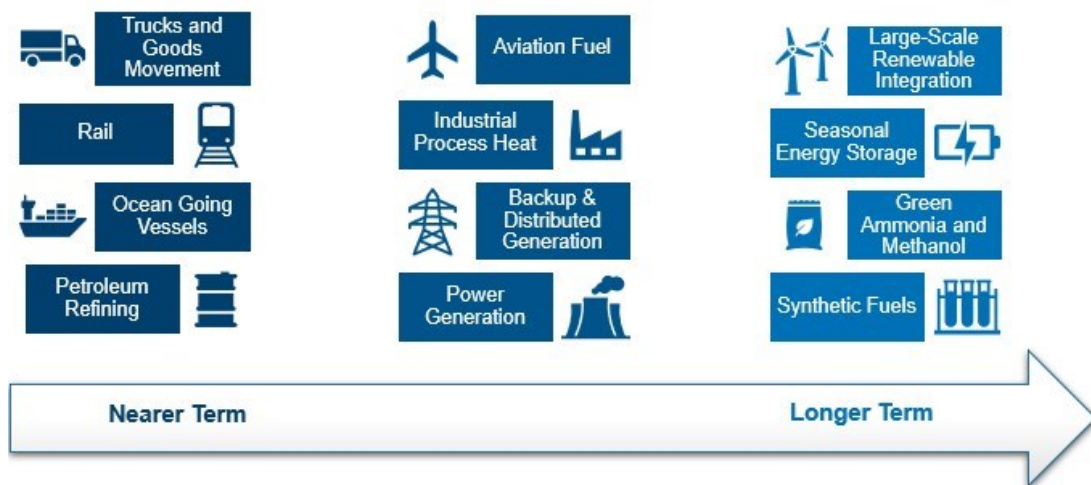 Trucks and
Goods
Movement
Rail
Ocean Going
Vessels
Petroleum
Refining
Aviation Fuel
Industrial
Process Heat
Backup &
Distributed
Generation
Power
Generation
Large-Scale
Renewable
Integration
Seasonal
Energy Storage
Green
Ammonia and
Methanol
Synthetic Fuels
Nearer Term
Longer Term